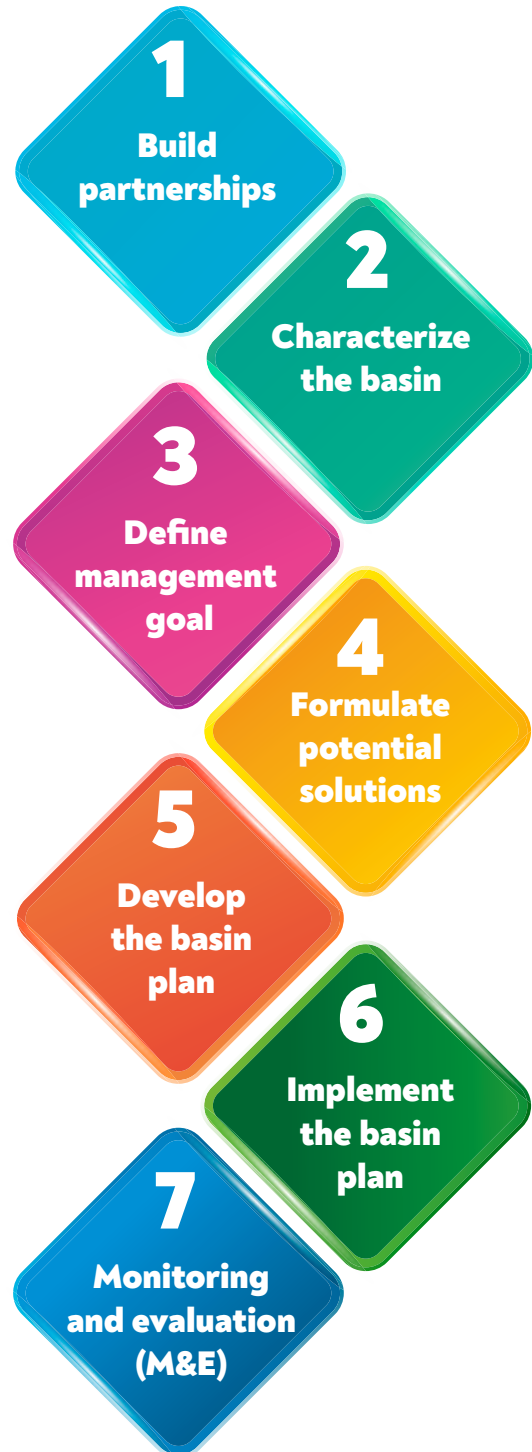 1
Build
partnerships
2
Characterize
the basin
3
Define
management
goal
4
Formulate
potential
solutions
5
Develop
the basin
plan
6
Implement
the basin
plan
7
Monitoring
and evaluation
(M&E)